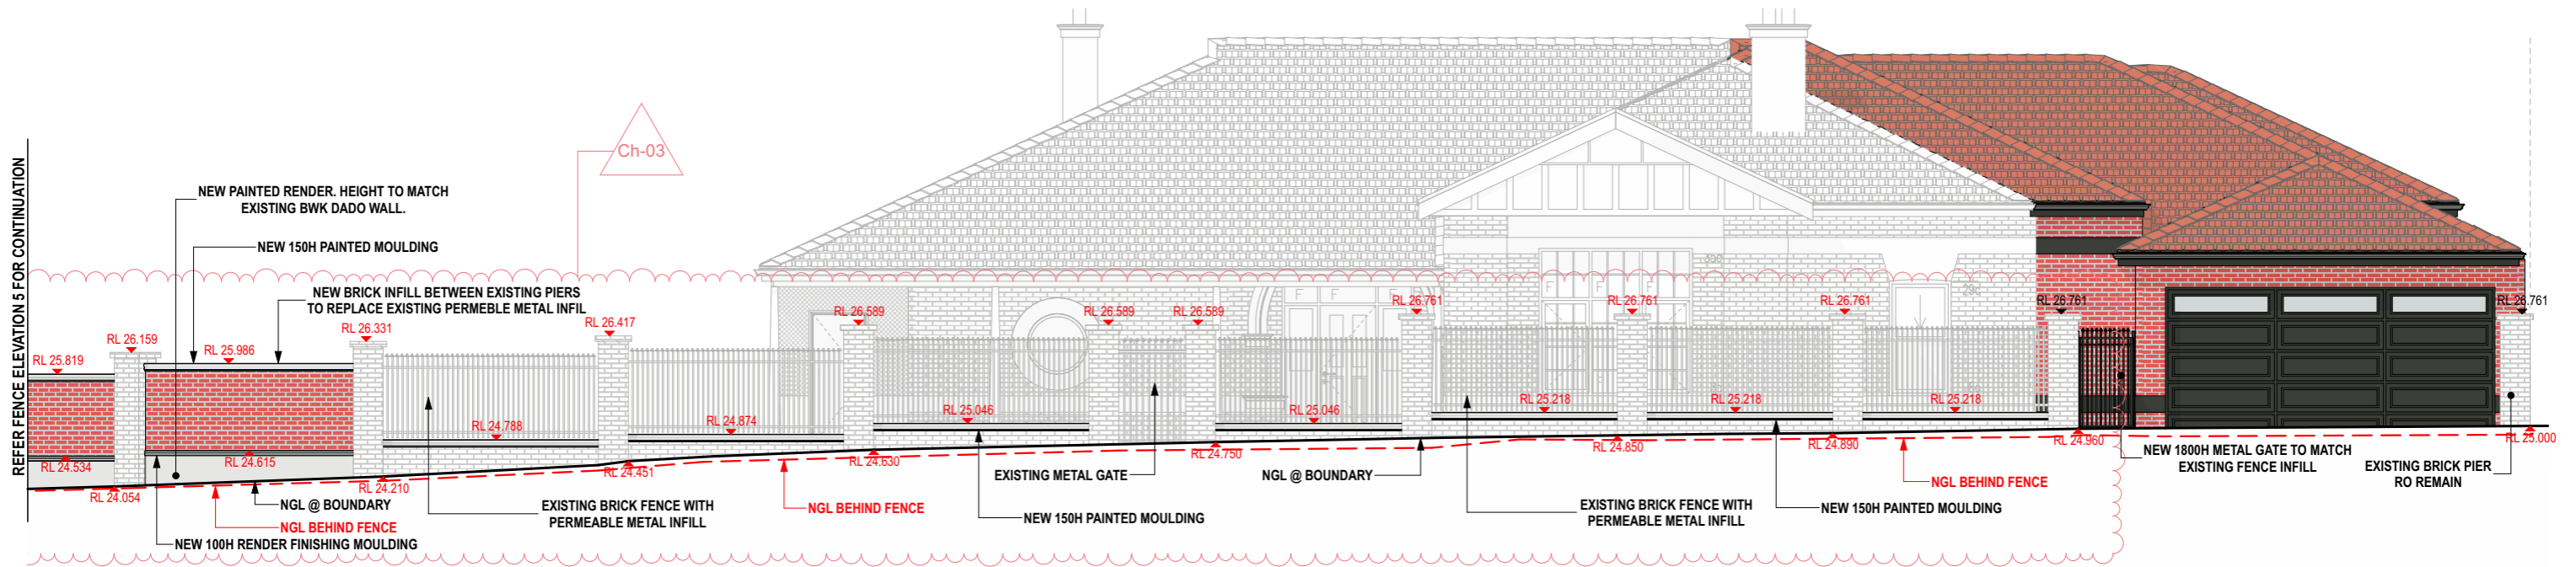 REFER FENCE ELEVATION 5 FOR CONTINUATION
Ch-03
NEW PAINTED RENDER. HEIGHT TO MATCH
EXISTING BWK DADO WALL.
NEW 150H PAINTED MOULDING
NEW BRICK INFILL BETWEEN EXISTING PIERS
TO REPLACE EXISTING PERMEBLE METAL INFIL
RL 25.819
RL 26.159
RL 25.986
RL 26.331
RL 26.417
RL 26.589
RL 26.589
RL 26.589
RL 26.761
RL 26.761
RL 26.761
RL 26.761
RL 26.761
F
F
F
F
F
RL 24.534
RL 24.615
RL 24.788
RL 24.874
RL 25.046
RL 25.046
RL 25.218
RL 25.218
RL 25.218
RL 24.054
RL 24.210
RL 24.451
RL 24.630
RL 24.750
RL 24.850
RL 24.890
RL 24.960
RL 25.000
NGL @ BOUNDARY
NGL BEHIND FENCE
NEW 100H RENDER FINISHING MOULDING
EXISTING BRICK FENCE WITH
PERMEABLE METAL INFILL
NGL BEHIND FENCE
EXISTING METAL GATE
NEW 150H PAINTED MOULDING
NGL @ BOUNDARY
EXISTING BRICK FENCE WITH
PERMEABLE METAL INFILL
NEW 150H PAINTED MOULDING
NGL BEHIND FENCE
NEW 1800H METAL GATE TO MATCH
EXISTING FENCE INFILL
EXISTING BRICK PIER
RO REMAIN